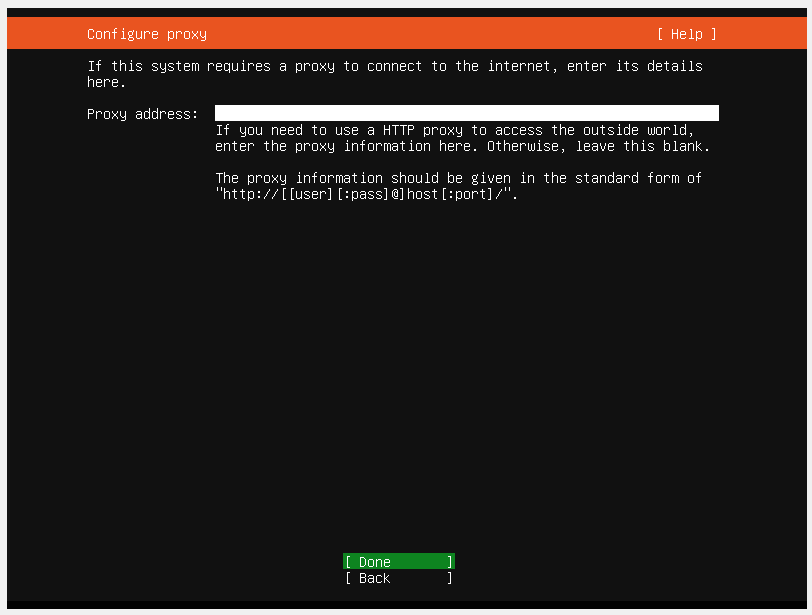 Configure proxy [ Help ]
If this system requires a proxy to connect to the internet, enter its details
here.
Proxy address:
If you need to use a HTTP proxy to access the outside world,
enter the proxy information here. Otherwise, leave this blank.
The proxy information should be given in the standard form of
"http://[[user][:pass]@]host[:port]/".
[ Done ]
[ Back ]